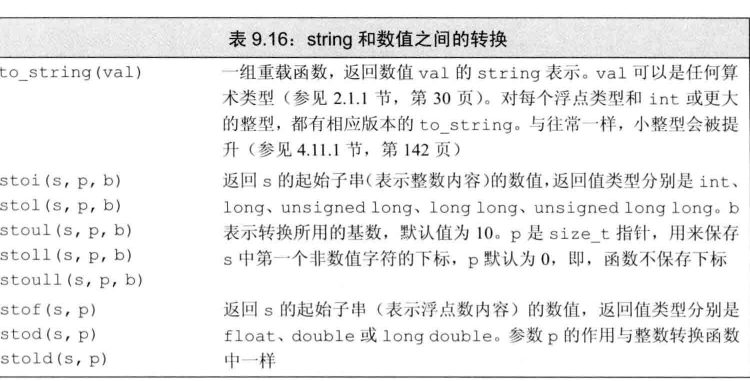 表 9.16：string 和数值之间的转换
to_string(val) 一组重载函数，返回数值 val 的 string 表示。val 可以是任何算
术类型（参见 2.1.1 节，第 30 页）。对每个浮点类型和 int 或更大
的整型，都有相应版本的 to_string。与往常一样，小整型会被提
升（参见 4.11.1 节，第 142 页）
stoi(s, p, b) 返回 s 的起始子串（表示整数内容）的数值，返回值类型分别是 int、
stol(s, p, b) long、unsigned long、long long、unsigned long long。b
stoul(s, p, b) 表示转换所用的基数，默认值为 10。p 是 size_t 指针，用来保存
stoll(s, p, b) s 中第一个非数值字符的下标，p 默认为 0，即，函数不保存下标
stoull(s, p, b)
stof(s, p) 返回 s 的起始子串（表示浮点数内容）的数值，返回值类型分别是
stod(s, p) float、double 或 long double。参数 p 的作用与整数转换函数
stold(s, p) 中一样